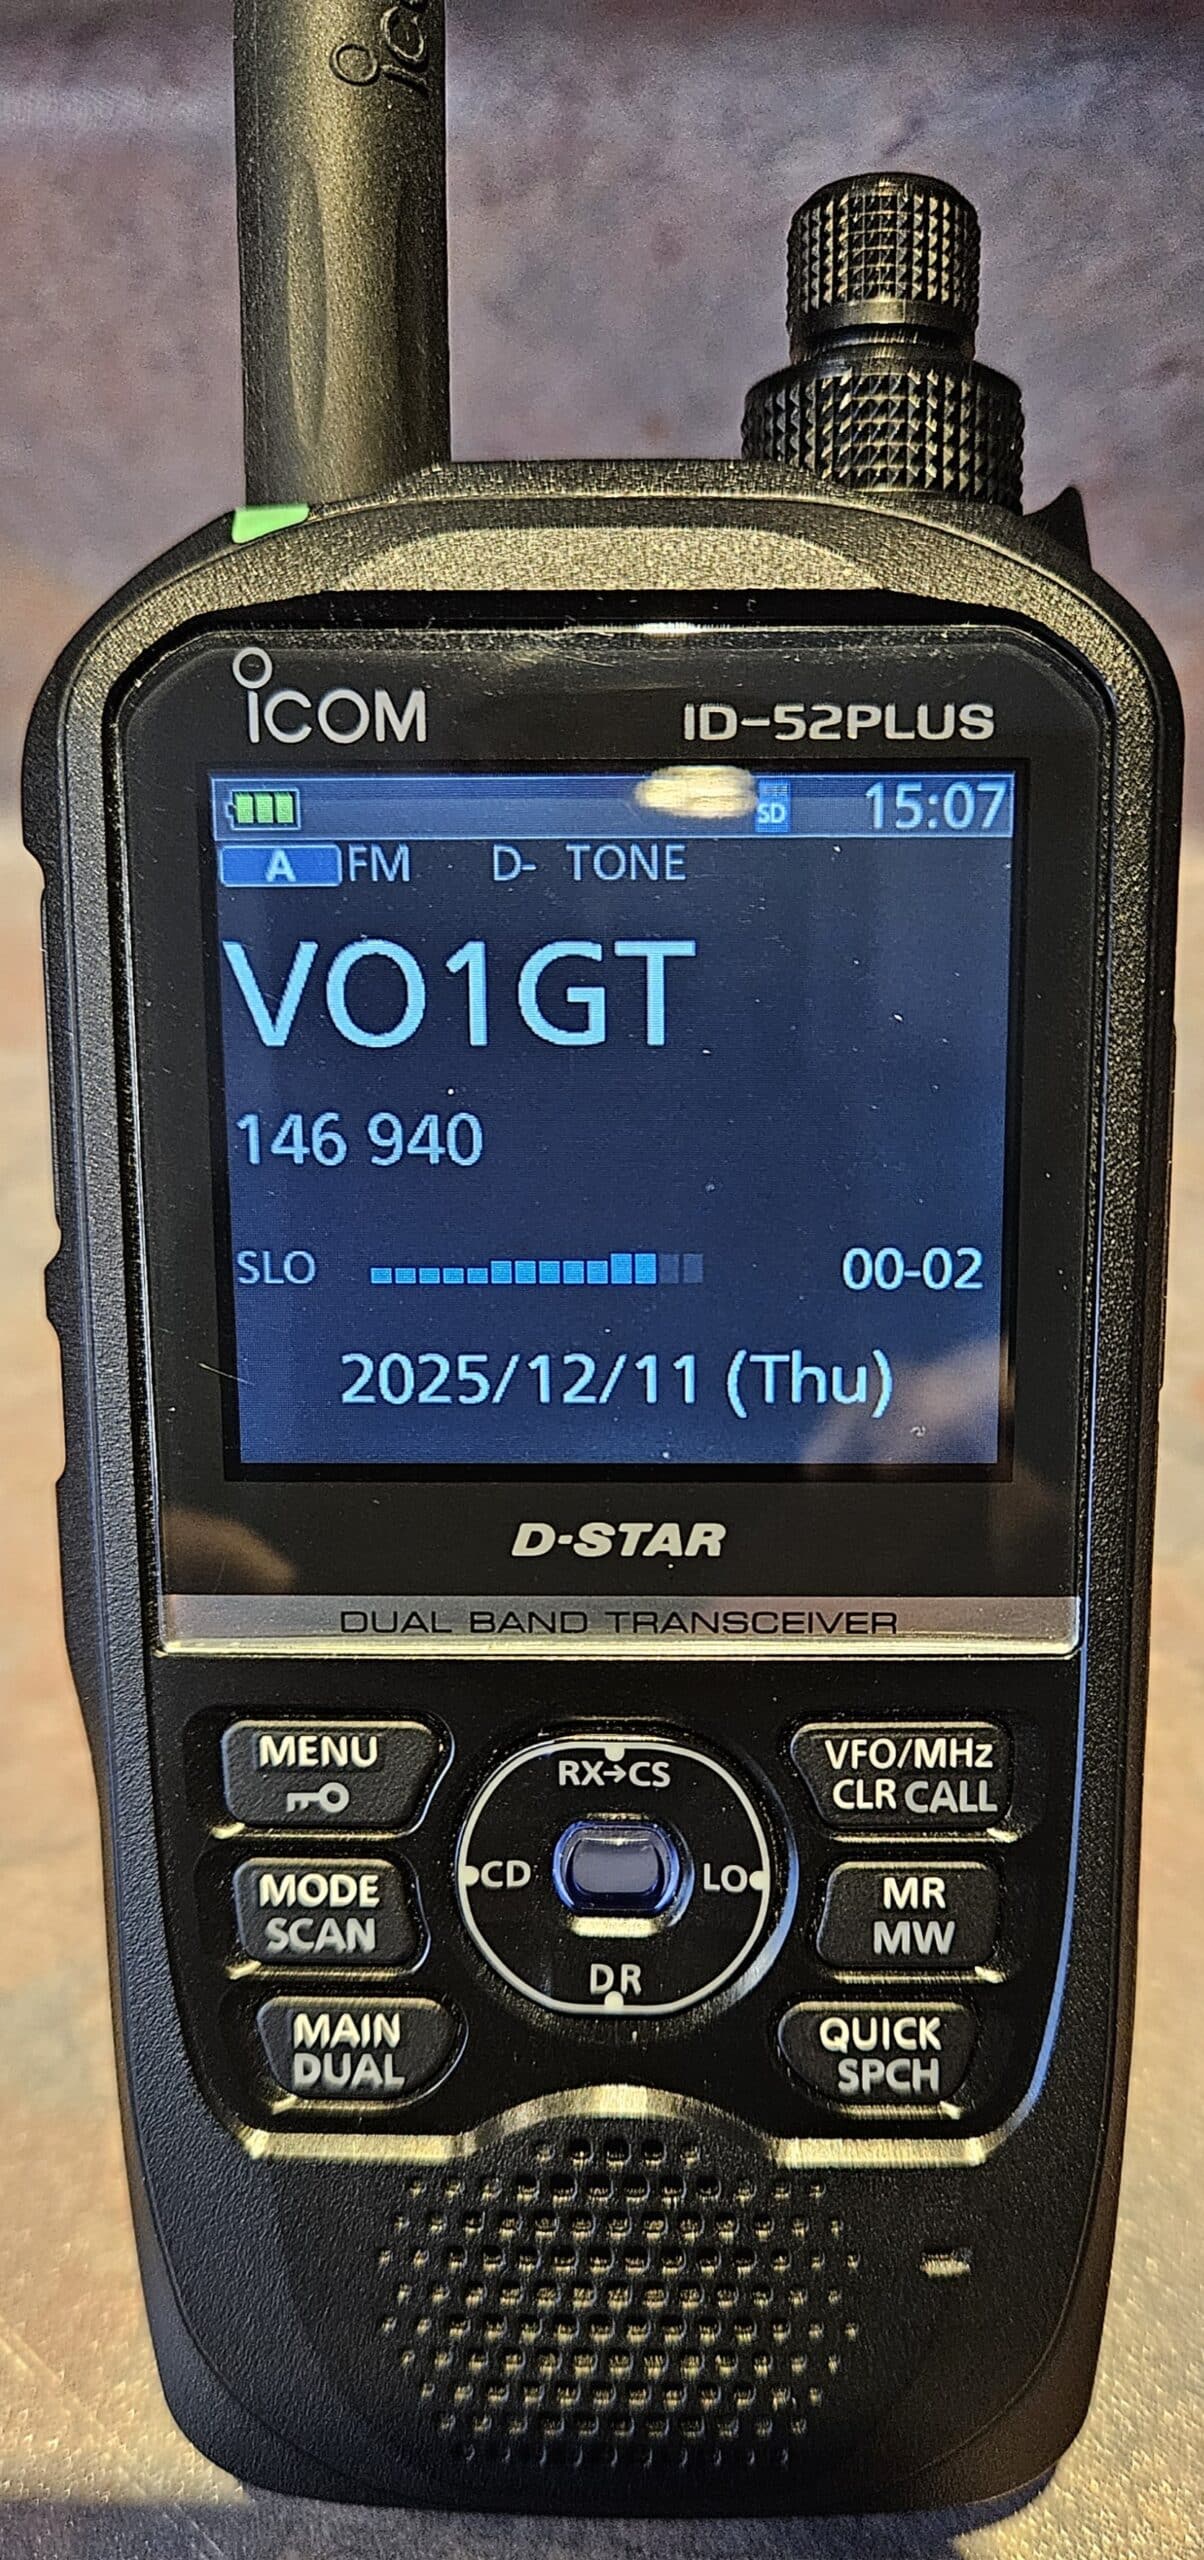 icom
ICOM
ID-52PLUS
SD 15:07
A FM D- TONE
VO1GT
146 940
SLO 00-02
2025/12/11 (Thu)
D-STAR
DUAL BAND TRANSCEIVER
MENU
RX→CS
VFO/MHz
CLR CALL
CD
LO
MODE
SCAN
MR
MW
DR
MAIN
DUAL
QUICK
SPCH